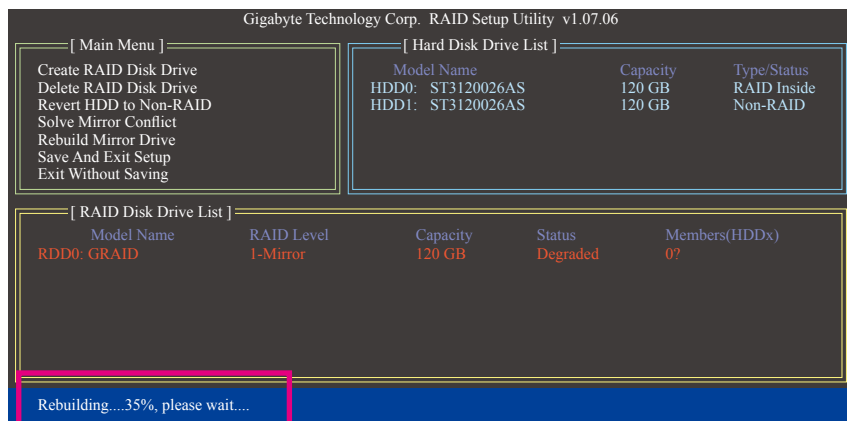 Gigabyte Technology Corp. RAID Setup Utility v1.07.06
[ Main Menu ]
Create RAID Disk Drive
Delete RAID Disk Drive
Revert HDD to Non-RAID
Solve Mirror Conflict
Rebuild Mirror Drive
Save And Exit Setup
Exit Without Saving
[ Hard Disk Drive List ]
Model Name Capacity Type/Status
HDD0: ST3120026AS 120 GB RAID Inside
HDD1: ST3120026AS 120 GB Non-RAID
[ RAID Disk Drive List ]
Model Name RAID Level Capacity Status Members(HDDx)
RDD0: GRAID 1-Mirror 120 GB Degraded 0?
Rebuilding....35%, please wait....